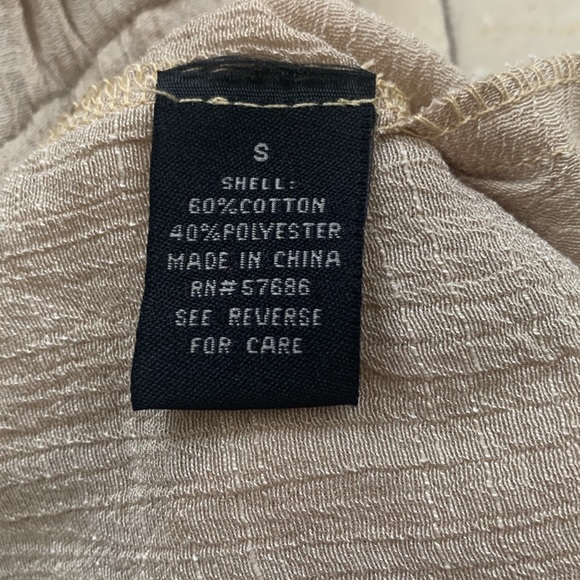 S
SHELL:
60%COTTON
40%POLYESTER
MADE IN CHINA
RN#57686
SEE REVERSE
FOR CARE